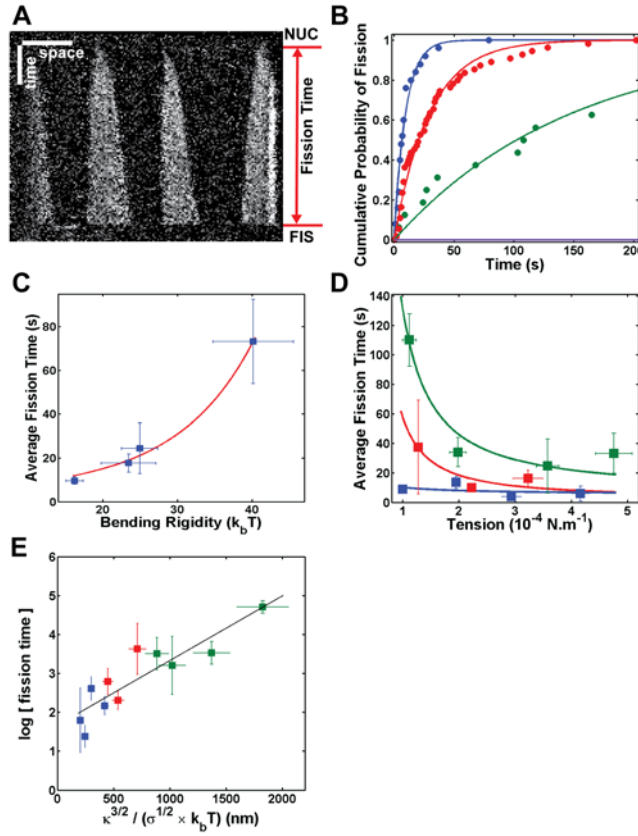 A
NUC
space
time
Fission Time
FIS
B
Cumulative Probability of Fission
1
0.8
0.6
0.4
0.2
0
0 50 100 150 200
Time (s)
C
Average Fission Time (s)
80
60
40
20
0
20 30 40
Bending Rigidity (k_bT)
D
Average Fission Time (s)
140
120
100
80
60
40
20
0
1 2 3 4 5
Tension (10⁻⁴ N.m⁻¹)
E
log [ fission time ]
6
5
4
3
2
1
0
0 500 1000 1500 2000
κ^3/2 / (σ^1/2 × k_bT) (nm)